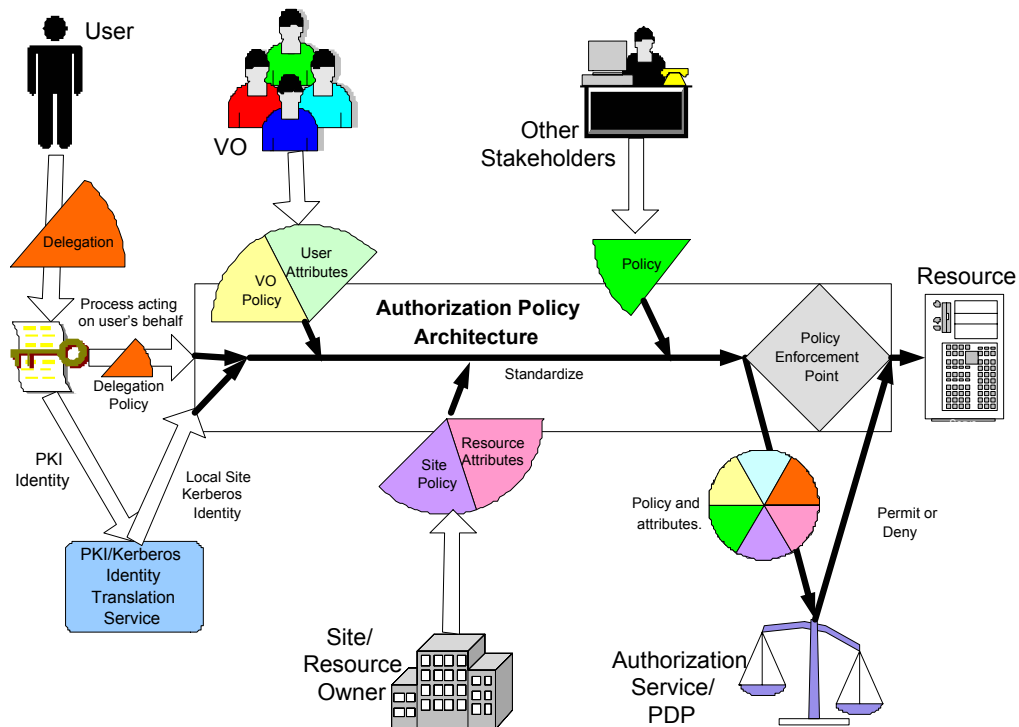 User
VO
Other
Stakeholders
Delegation
VO
Policy
User
Attributes
Policy
Resource
Process acting
on user's behalf
Authorization Policy
Architecture
Policy
Enforcement
Point
Standardize
Delegation
Policy
PKI
Identity
Local Site
Kerberos
Identity
Site
Policy
Resource
Attributes
Policy and
attributes.
Permit or
Deny
PKI/Kerberos
Identity
Translation
Service
Site/
Resource
Owner
Authorization
Service/
PDP